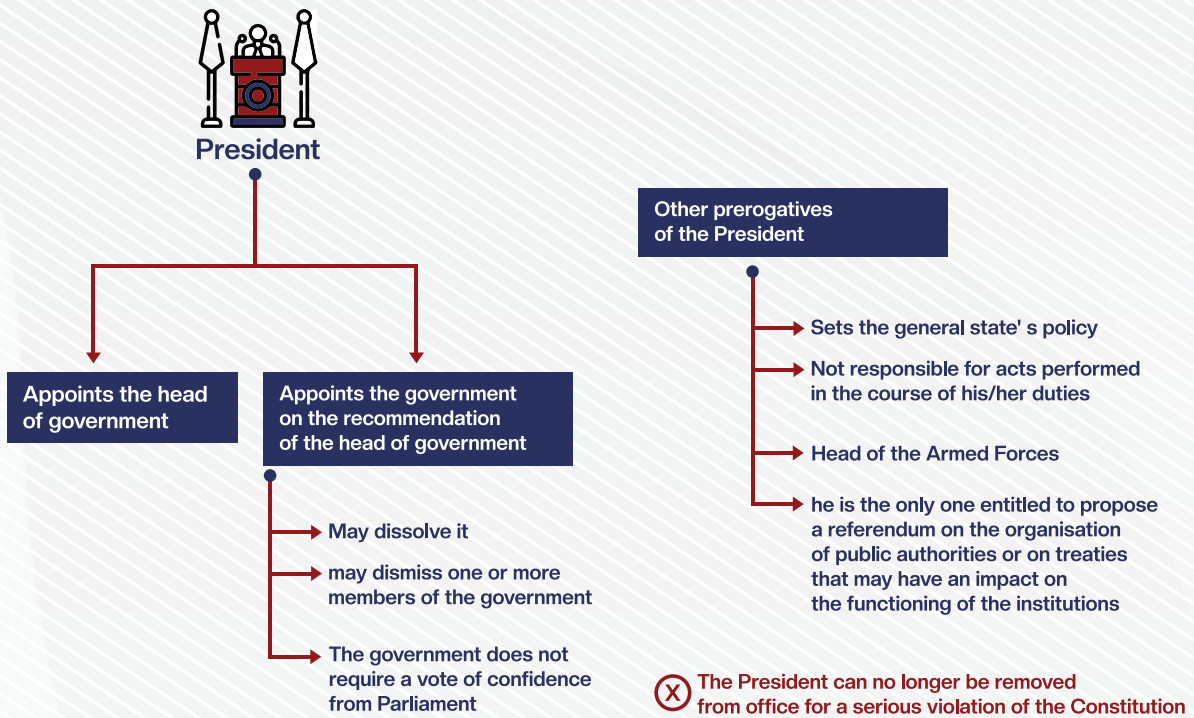 President
Appoints the head
of government
Appoints the government
on the recommendation
of the head of government
May dissolve it
may dismiss one or more
members of the government
The government does not
require a vote of confidence
from Parliament
Other prerogatives
of the President
Sets the general state' s policy
Not responsible for acts performed
in the course of his/her duties
Head of the Armed Forces
he is the only one entitled to propose
a referendum on the organisation
of public authorities or on treaties
that may have an impact on
the functioning of the institutions
X The President can no longer be removed
from office for a serious violation of the Constitution